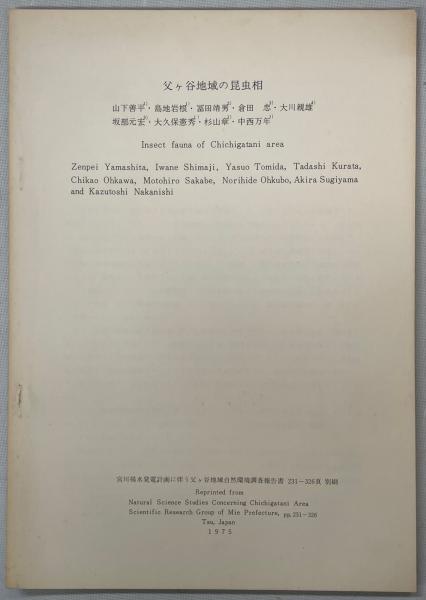 父ヶ谷地域の昆虫相
山下善平・島地岩根・冨田靖男・倉田 忠・大川親雄
坂部元宏・大久保憲秀・杉山章・中西万年
Insect fauna of Chichigatani area
Zenpei Yamashita, Iwane Shimaji, Yasuo Tomida, Tadashi Kurata,
Chikao Ohkawa, Motohiro Sakabe, Norihide Ohkubo, Akira Sugiyama
and Kazutoshi Nakanishi
宮川揚水発電計画に伴う父ヶ谷地域自然環境調査報告書 231-326頁 別刷
Reprinted from
Natural Science Studies Concerning Chichigatani Area
Scientific Research Group of Mie Prefecture, pp.231-326
Tsu, Japan
1975